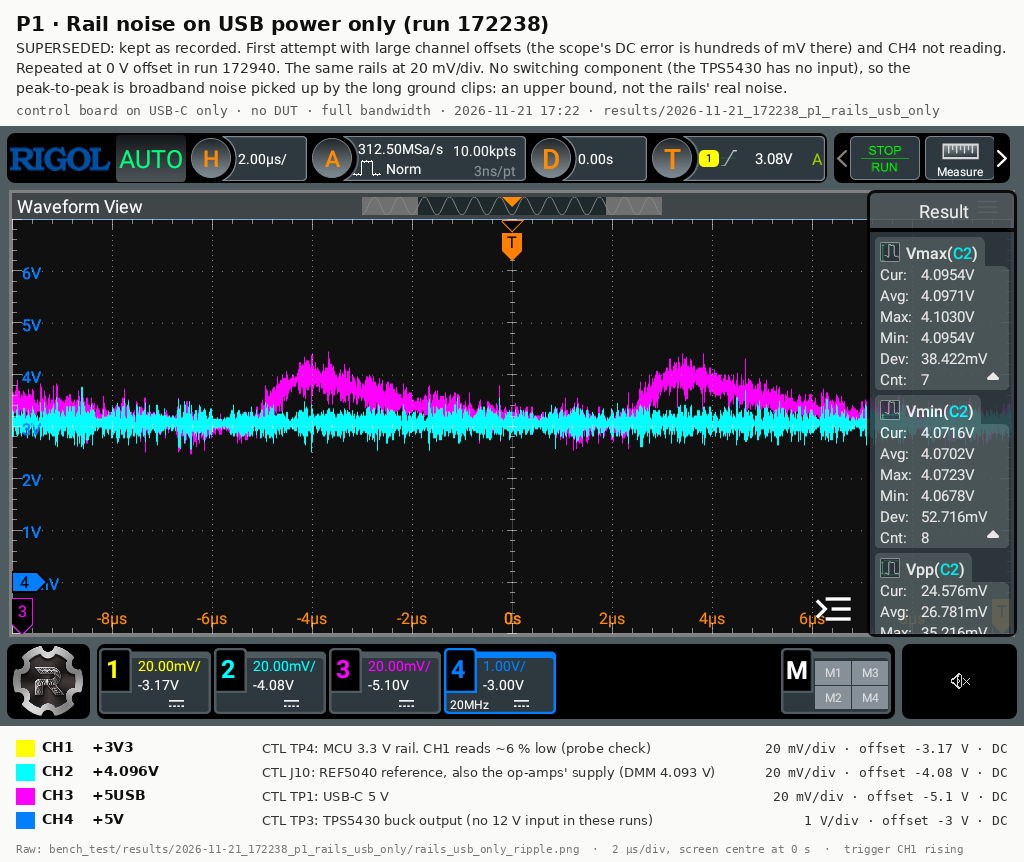 P1 · Rail noise on USB power only (run 172238)
SUPERSEDED: kept as recorded. First attempt with large channel offsets (the scope's DC error is hundreds of mV there) and CH4 not reading.
Repeated at 0 V offset in run 172940. The same rails at 20 mV/div. No switching component (the TPS5430 has no input), so the
peak-to-peak is broadband noise picked up by the long ground clips: an upper bound, not the rails' real noise.
control board on USB-C only · no DUT · full bandwidth · 2026-11-21 17:22 · results/2026-11-21_172238_p1_rails_usb_only
RIGOL AUTO H 2.00µs/ A 312.50MSa/s 10.00kpts D 0.00s T 1 3.08V A STOP
Norm 3ns/pt RUN Measure
Waveform View Result
T
6V
5V
4V
3V
2V
1V
4
3
-8µs -6µs -4µs -2µs 0s 2µs 4µs 6µs
Vmax(C2)
Cur: 4.0954V
Avg: 4.0971V
Max: 4.1030V
Min: 4.0954V
Dev: 38.422mV
Cnt: 7
Vmin(C2)
Cur: 4.0716V
Avg: 4.0702V
Max: 4.0723V
Min: 4.0678V
Dev: 52.716mV
Cnt: 8
Vpp(C2)
Cur: 24.576mV
Avg: 26.781mV
Max: 35.216mV
1 20.00mV/ 2 20.00mV/ 3 20.00mV/ 4 1.00V/ M M1 M3
-3.17V -4.08V -5.10V -3.00V M2 M4
20MHz
CH1 +3V3 CTL TP4: MCU 3.3 V rail. CH1 reads ~6 % low (probe check) 20 mV/div · offset -3.17 V · DC
CH2 +4.096V CTL J10: REF5040 reference, also the op-amps' supply (DMM 4.093 V) 20 mV/div · offset -4.08 V · DC
CH3 +5USB CTL TP1: USB-C 5 V 20 mV/div · offset -5.1 V · DC
CH4 +5V CTL TP3: TPS5430 buck output (no 12 V input in these runs) 1 V/div · offset -3 V · DC
Raw: bench_test/results/2026-11-21_172238_p1_rails_usb_only/rails_usb_only_ripple.png · 2 µs/div, screen centre at 0 s · trigger CH1 rising